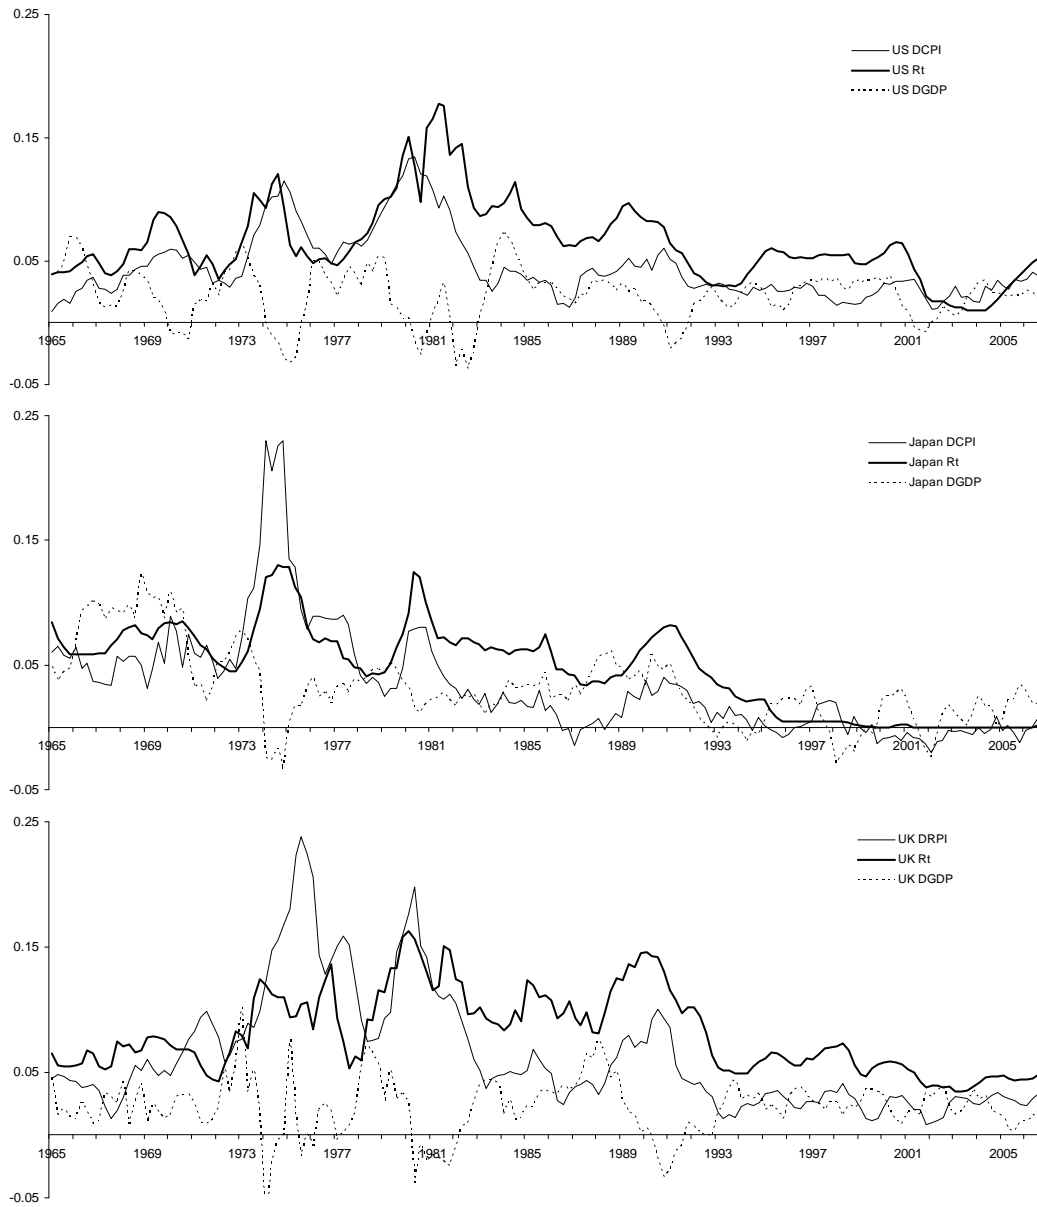 0.25
US DCPI
US Rt
US DGDP
0.15
0.05
1965 1969 1973 1977 1981 1985 1989 1993 1997 2001 2005
-0.05
0.25
Japan DCPI
Japan Rt
Japan DGDP
0.15
0.05
1965 1969 1973 1977 1981 1985 1989 1993 1997 2001 2005
-0.05
0.25
UK DRPI
UK Rt
UK DGDP
0.15
0.05
1965 1969 1973 1977 1981 1985 1989 1993 1997 2001 2005
-0.05